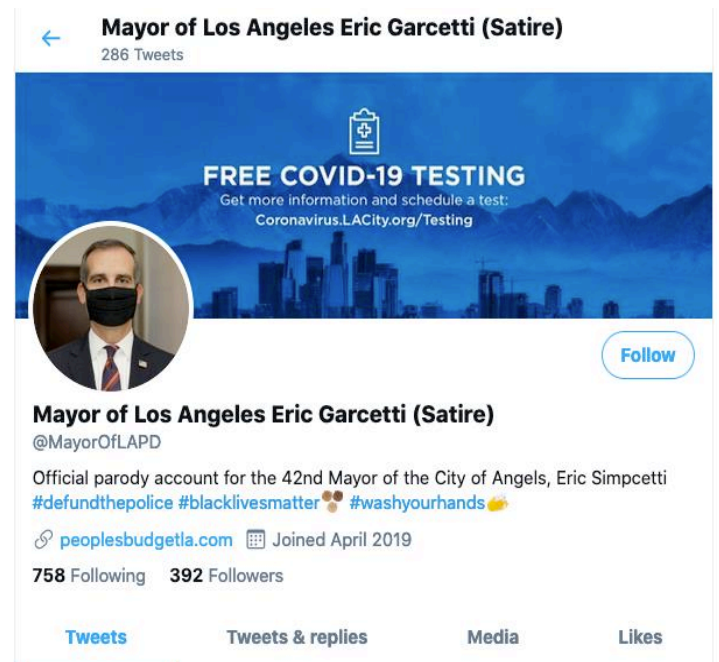 Mayor of Los Angeles Eric Garcetti (Satire)
286 Tweets
FREE COVID-19 TESTING
Get more information and schedule a test:
Coronavirus.LACity.org/Testing
Follow
Mayor of Los Angeles Eric Garcetti (Satire)
@MayorOfLAPD
Official parody account for the 42nd Mayor of the City of Angels, Eric Simpcetti
#defundthepolice #blacklivesmatter #washyourhands
peoplesbudgetla.com Joined April 2019
758 Following 392 Followers
Tweets Tweets & replies Media Likes